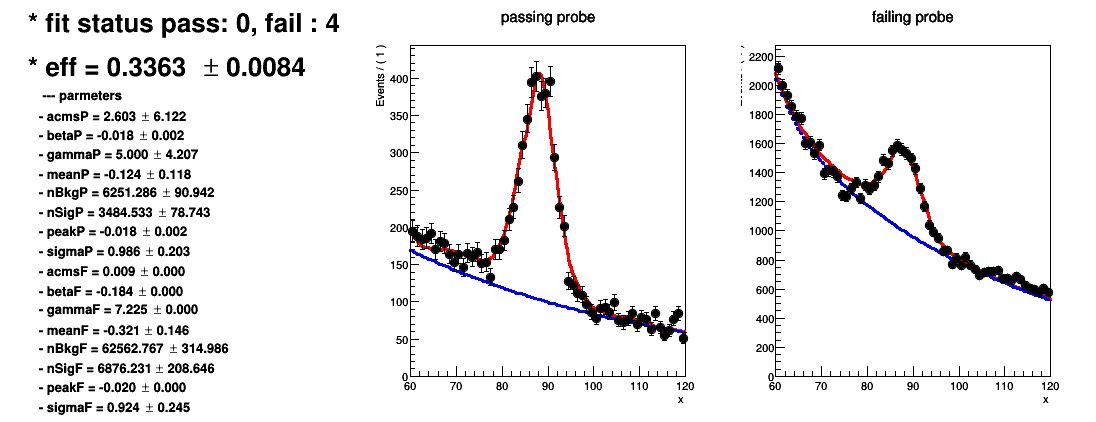 * fit status pass: 0, fail : 4
* eff = 0.3363 ± 0.0084
--- parmeters
- acmsP = 2.603 ± 6.122
- betaP = -0.018 ± 0.002
- gammaP = 5.000 ± 4.207
- meanP = -0.124 ± 0.118
- nBkgP = 6251.286 ± 90.942
- nSigP = 3484.533 ± 78.743
- peakP = -0.018 ± 0.002
- sigmaP = 0.986 ± 0.203
- acmsF = 0.009 ± 0.000
- betaF = -0.184 ± 0.000
- gammaF = 7.225 ± 0.000
- meanF = -0.321 ± 0.146
- nBkgF = 62562.767 ± 314.986
- nSigF = 6876.231 ± 208.646
- peakF = -0.020 ± 0.000
- sigmaF = 0.924 ± 0.245
passing probe
Events / ( 1 )
400
350
300
250
200
150
100
50
0
60 70 80 90 100 110 120
x
failing probe
2200
2000
1800
1600
1400
1200
1000
800
600
400
200
0
60 70 80 90 100 110 120
x